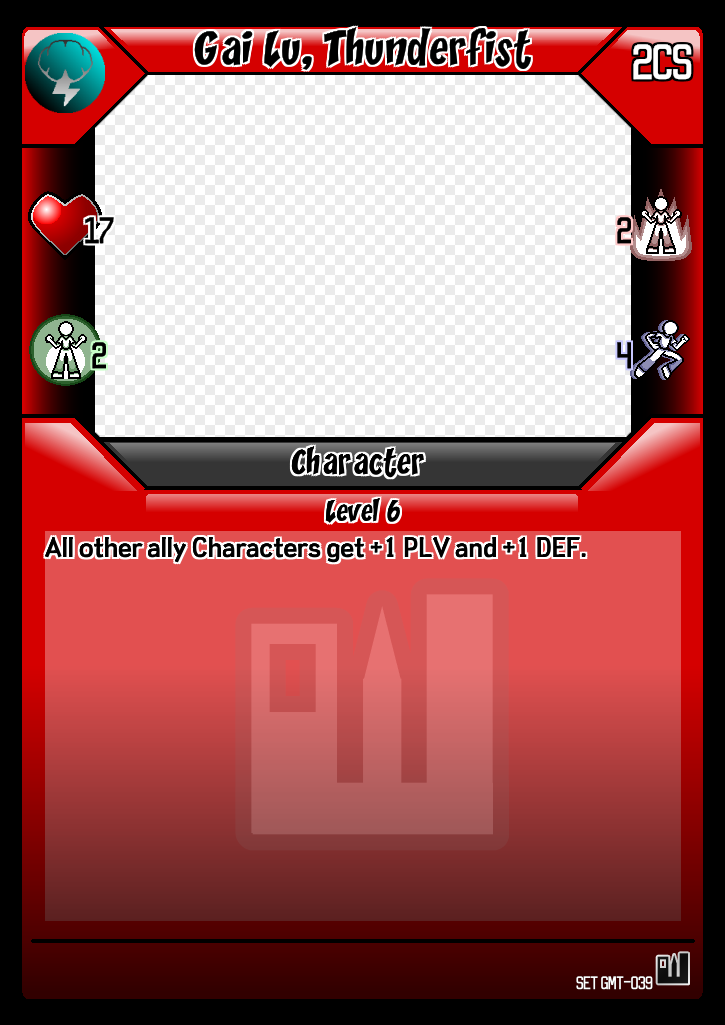 Gai Lu, Thunderfist
2CS
17
2
2
4
Character
Level 6
All other ally Characters get +1 PLV and +1 DEF.
SET GMT-039